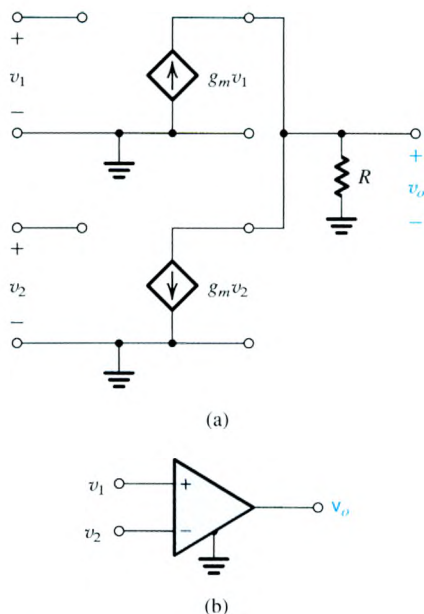 +
v₁
−
gₘv₁
+
R
vₒ
−
+
v₂
−
gₘv₂
(a)
v₁
+
v₂
−
vₒ
(b)